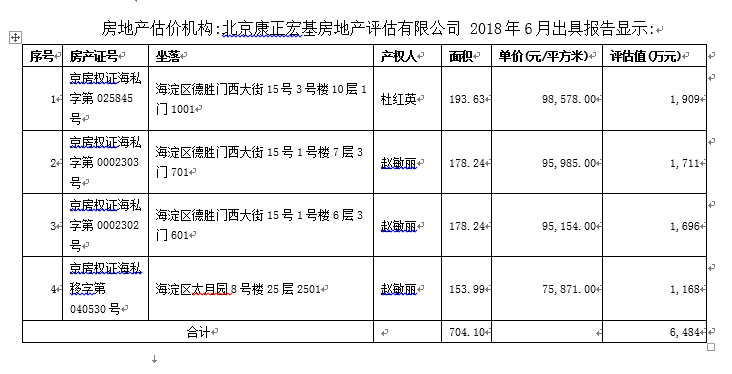 房地产估价机构:北京康正宏基房地产评估有限公司 2018年6月出具报告显示:
序号 房产证号 坐落 产权人 面积 单价(元/平方米) 评估值(万元)
京房权证海私
字第 025845
号
1
海淀区德胜门西大街 15 号 3 号楼 10 层 1
门 1001
杜红英 193.63 98,578.00 1,909
京房权证海私
字第 0002303
号
2
海淀区德胜门西大街 15 号 1 号楼 7 层 3
门 701
赵敏丽 178.24 95,985.00 1,711
京房权证海私
字第 0002302
号
3
海淀区德胜门西大街 15 号 1 号楼 6 层 3
门 601
赵敏丽 178.24 95,154.00 1,696
京房权证海私
移字第
040530 号
4
海淀区太月园 8 号楼 25 层 2501
赵敏丽 153.99 75,871.00 1,168
合计 704.10 6,484